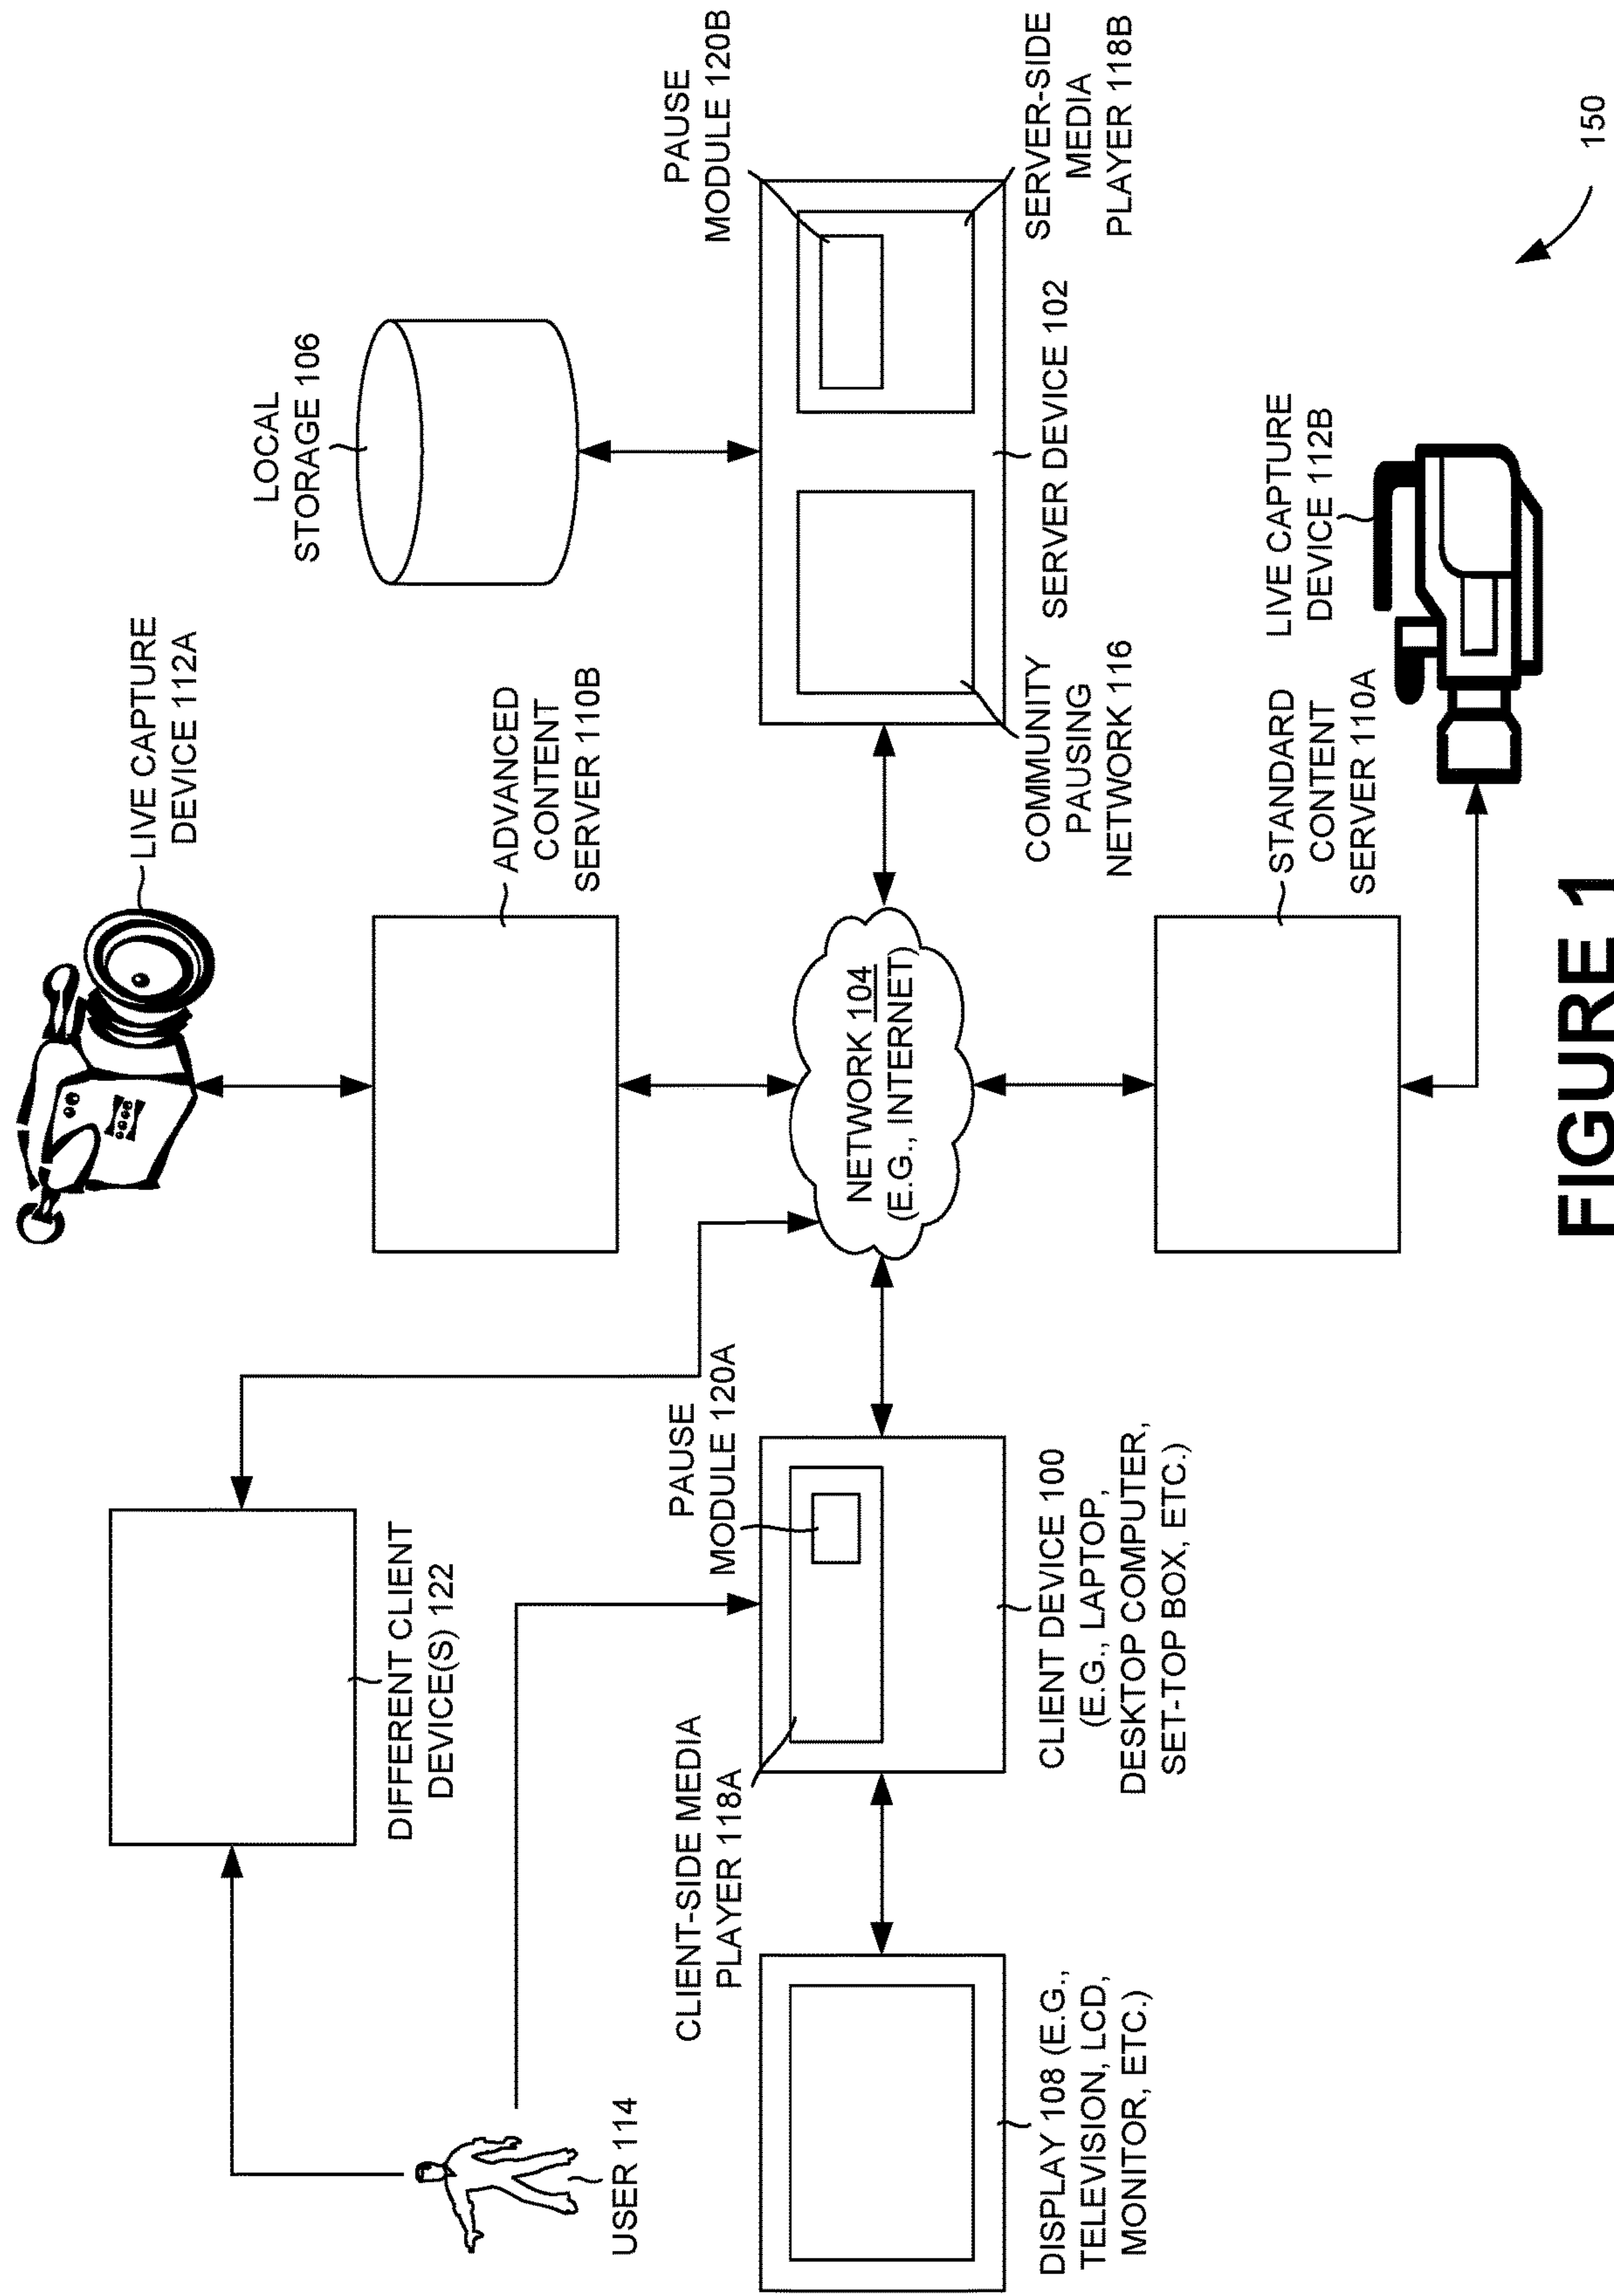 LIVE CAPTURE
DEVICE 112A
LOCAL
STORAGE 106
PAUSE
MODULE 120B
DIFFERENT CLIENT
DEVICE(S) 122
ADVANCED
CONTENT
SERVER 110B
USER 114
CLIENT-SIDE MEDIA
PLAYER 118A
PAUSE
MODULE 120A
NETWORK 104
(E.G., INTERNET)
DISPLAY 108 (E.G.,
TELEVISION, LCD,
MONITOR, ETC.)
CLIENT DEVICE 100
(E.G., LAPTOP,
DESKTOP COMPUTER,
SET-TOP BOX, ETC.)
COMMUNITY
PAUSING
NETWORK 116
SERVER DEVICE 102
SERVER-SIDE
MEDIA
PLAYER 118B
STANDARD
CONTENT
SERVER 110A
LIVE CAPTURE
DEVICE 112B
150
FIGURE 1